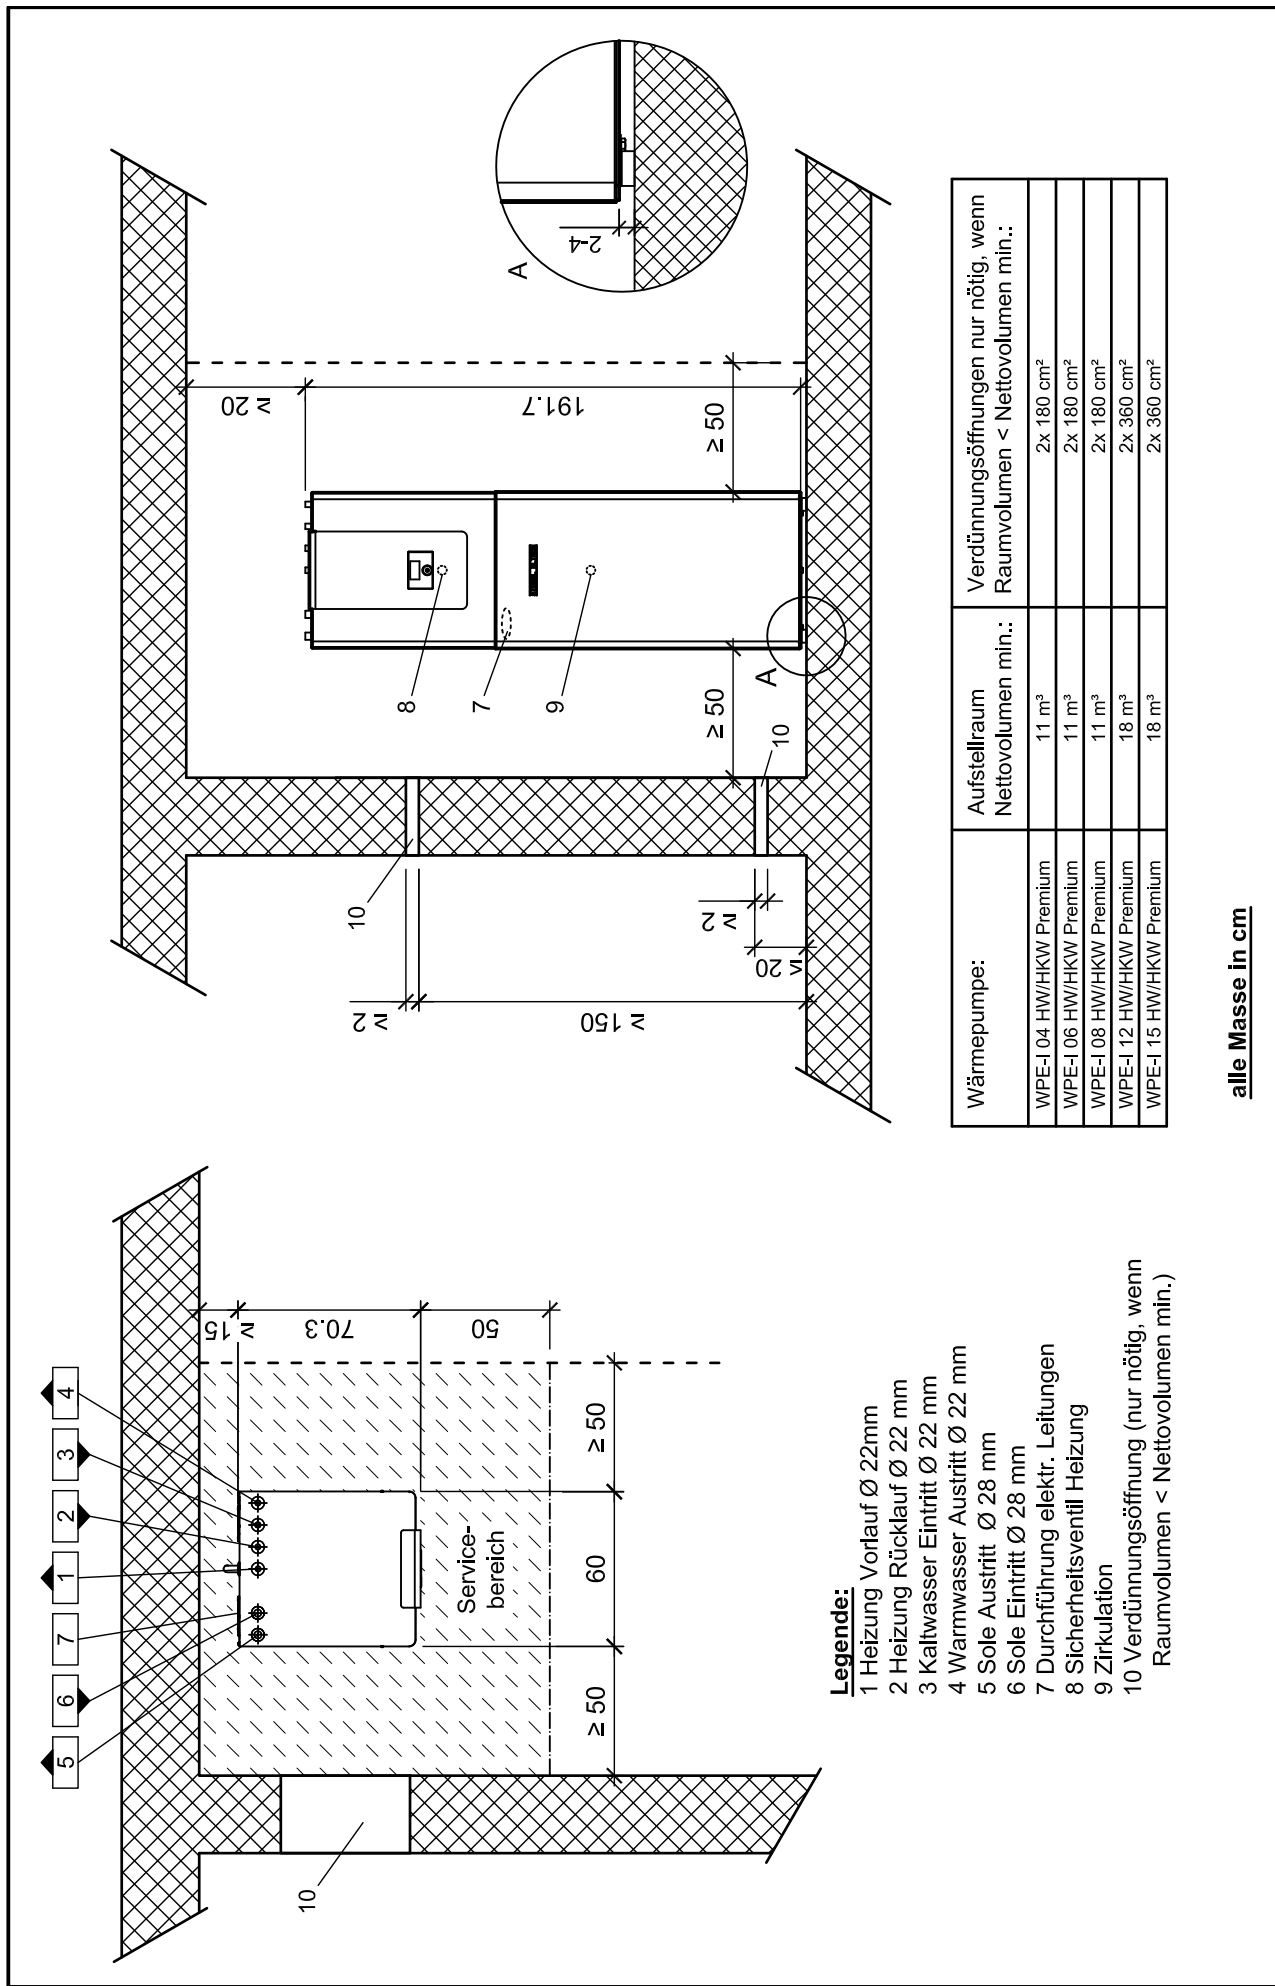 5
6
7
1
2
3
4
≥ 15
70.3
50
10
Service-
bereich
≥ 50
60
≥ 50
≥ 20
191.7
8
7
9
10
≥ 50
≥ 50
10
A
≥ 2
≥ 150
≥ 2
≤ 20
A
2-4
Legende:
1 Heizung Vorlauf Ø 22mm
2 Heizung Rücklauf Ø 22 mm
3 Kaltwasser Eintritt Ø 22 mm
4 Warmwasser Austritt Ø 22 mm
5 Sole Austritt Ø 28 mm
6 Sole Eintritt Ø 28 mm
7 Durchführung elektr. Leitungen
8 Sicherheitsventil Heizung
9 Zirkulation
10 Verdünnungsöffnung (nur nötig, wenn
Raumvolumen < Nettovolumen min.)
Wärmepumpe: Aufstellraum Nettovolumen min.: Verdünnungsöffnungen nur nötig, wenn Raumvolumen < Nettovolumen min.:
WPE-I 04 HW/HKW Premium 11 m³ 2x 180 cm²
WPE-I 06 HW/HKW Premium 11 m³ 2x 180 cm²
WPE-I 08 HW/HKW Premium 11 m³ 2x 180 cm²
WPE-I 12 HW/HKW Premium 18 m³ 2x 360 cm²
WPE-I 15 HW/HKW Premium 18 m³ 2x 360 cm²
alle Masse in cm